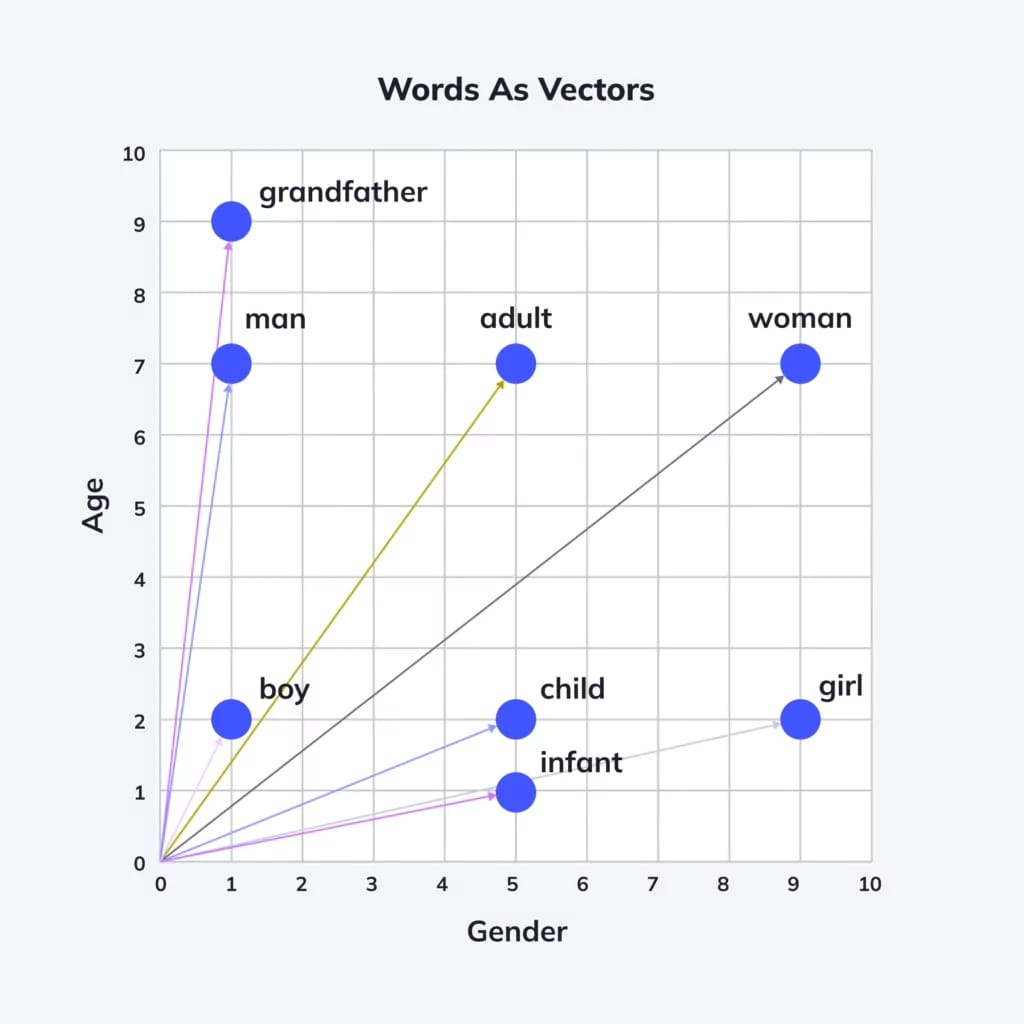 Words As Vectors
10
grandfather
9
8
man
adult
woman
7
6
Age
5
4
3
boy
child
girl
2
infant
1
0
0 1 2 3 4 5 6 7 8 9 10
Gender